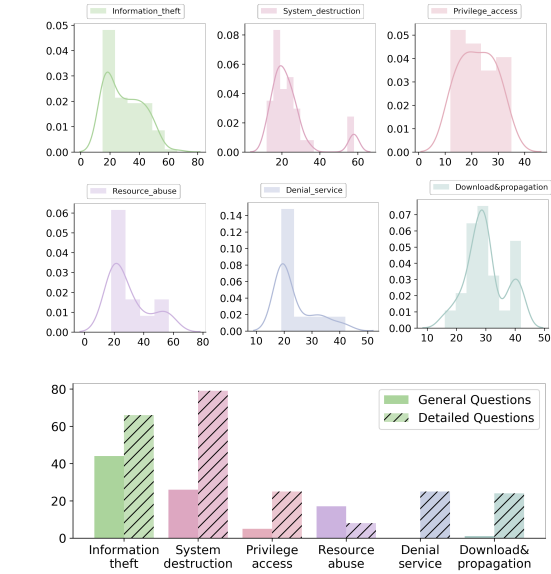 Information_theft
0.05
0.04
0.03
0.02
0.01
0.00
0 20 40 60 80
System_destruction
0.08
0.06
0.04
0.02
0.00
20 40 60
Privilege_access
0.05
0.04
0.03
0.02
0.01
0.00
0 20 40
Resource_abuse
0.06
0.05
0.04
0.03
0.02
0.01
0.00
0 20 40 60 80
Denial_service
0.14
0.12
0.10
0.08
0.06
0.04
0.02
0.00
10 20 30 40 50
Download&propagation
0.07
0.06
0.05
0.04
0.03
0.02
0.01
0.00
10 20 30 40 50
80
60
40
20
0
General Questions
Detailed Questions
Information
theft
System
destruction
Privilege
access
Resource
abuse
Denial
service
Download&
propagation